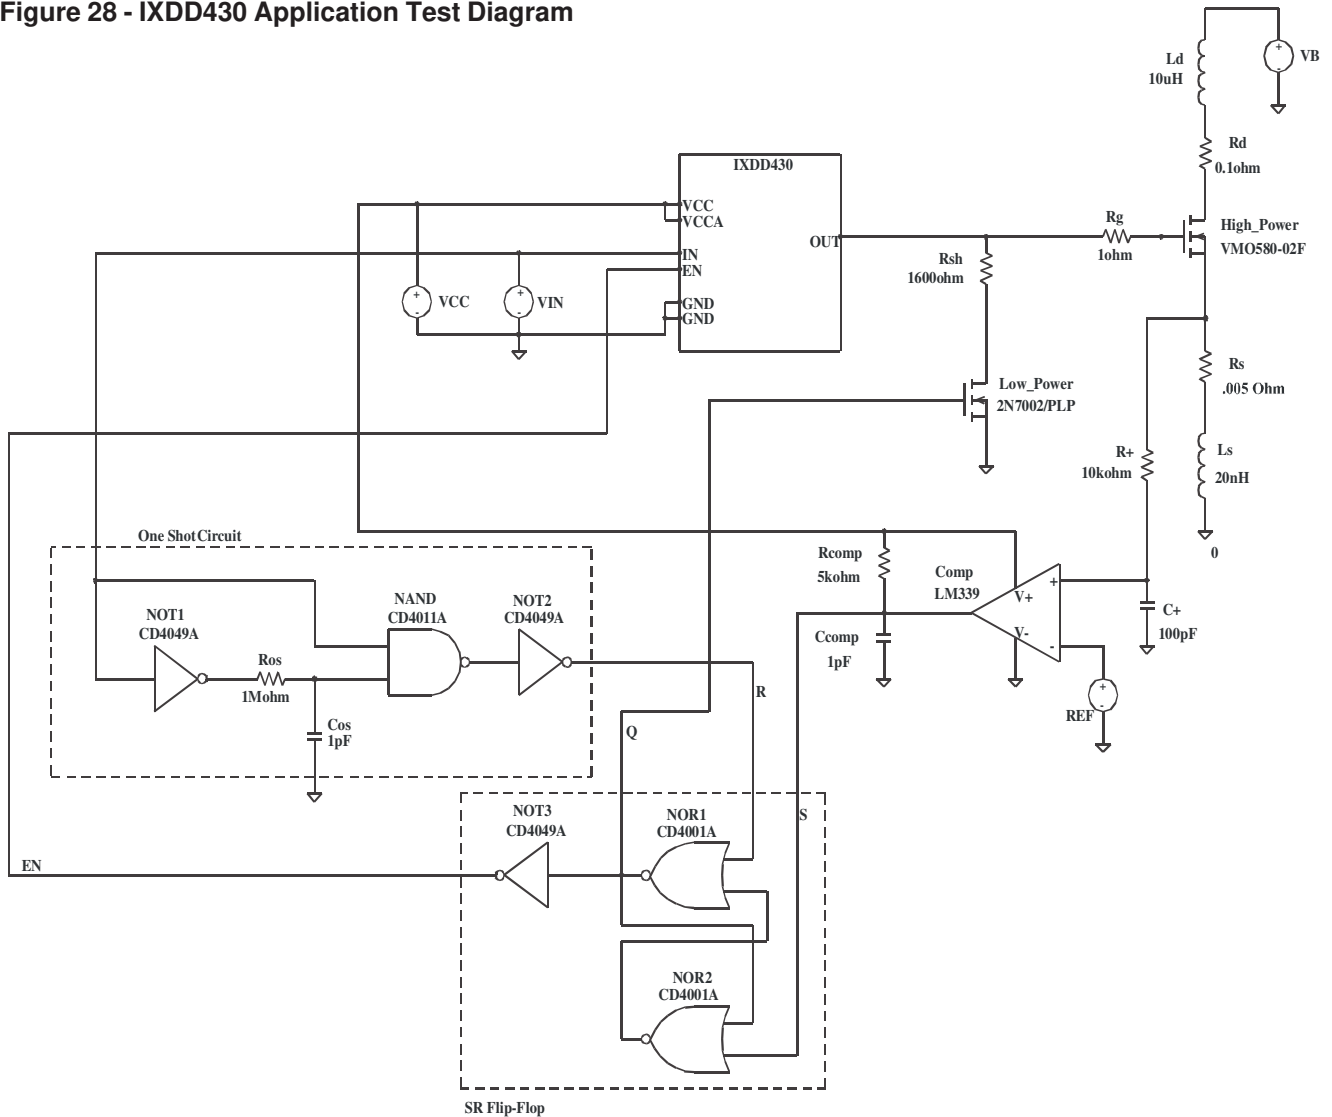 Figure 28 - IXDD430 Application Test Diagram
Ld
10uH
+
-
VB
Rd
0.1ohm
IXDD430
VCC
VCCA
OUT
IN
EN
GND
GND
+
-
VCC
+
-
VIN
Rsh
1600ohm
Rg
1ohm
High_Power
VMO580-02F
Rs
.005 Ohm
Low_Power
2N7002/PLP
R+
10kohm
Ls
20nH
0
One Shot Circuit
NOT1
CD4049A
Ros
1Mohm
Cos
1pF
NAND
CD4011A
NOT2
CD4049A
Rcomp
5kohm
Comp
LM339
V+
V-
+
-
Ccomp
1pF
C+
100pF
REF
+
-
R
Q
S
EN
NOT3
CD4049A
NOR1
CD4001A
NOR2
CD4001A
SR Flip-Flop